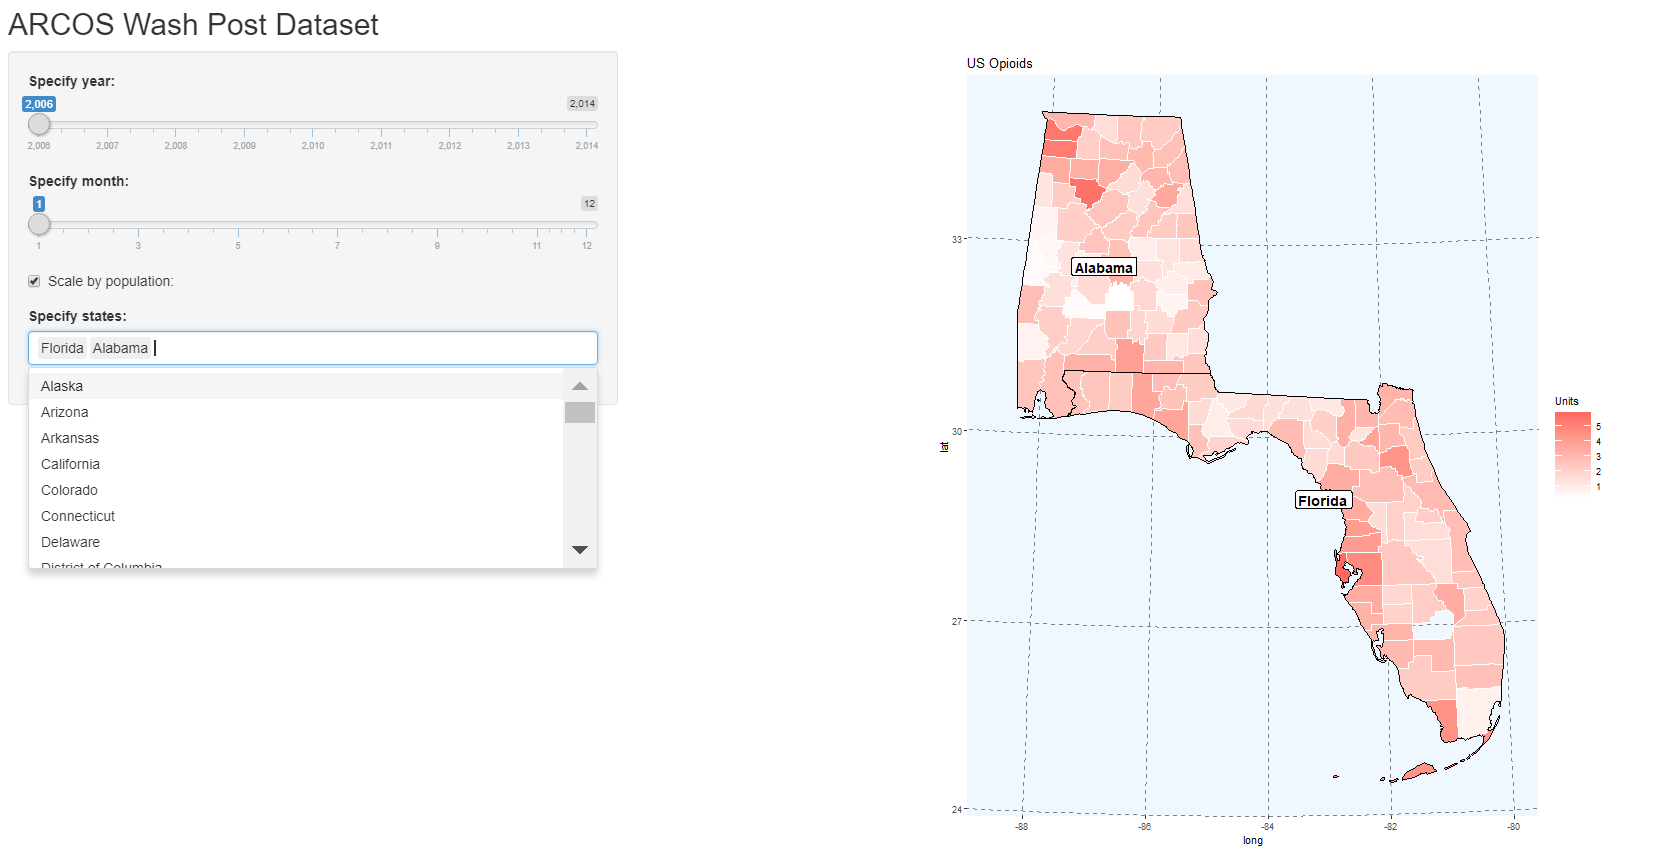 ARCOS Wash Post Dataset
Specify year:
2,006 2,014
2,006 2,007 2,008 2,009 2,010 2,011 2,012 2,013 2,014
Specify month:
1 12
1 3 5 7 9 11 12
Scale by population:
Specify states:
Florida Alabama
Alaska
Arizona
Arkansas
California
Colorado
Connecticut
Delaware
District of Columbia
US Opioids
Alabama
Florida
33
30
27
24
lat
-88 -86 -84 -82 -80
long
Units
5
4
3
2
1